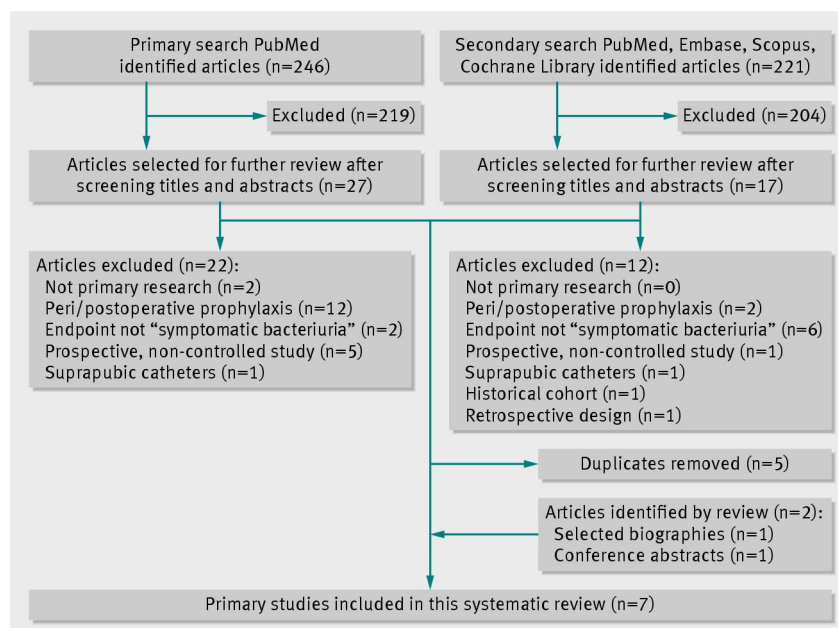 Primary search PubMed
identified articles (n=246)
Secondary search PubMed, Embase, Scopus,
Cochrane Library identified articles (n=221)
Excluded (n=219)
Excluded (n=204)
Articles selected for further review after
screening titles and abstracts (n=27)
Articles selected for further review after
screening titles and abstracts (n=17)
Articles excluded (n=22):
Not primary research (n=2)
Peri/postoperative prophylaxis (n=12)
Endpoint not “symptomatic bacteriuria” (n=2)
Prospective, non-controlled study (n=5)
Suprapubic catheters (n=1)
Articles excluded (n=12):
Not primary research (n=0)
Peri/postoperative prophylaxis (n=2)
Endpoint not “symptomatic bacteriuria” (n=6)
Prospective, non-controlled study (n=1)
Suprapubic catheters (n=1)
Historical cohort (n=1)
Retrospective design (n=1)
Duplicates removed (n=5)
Articles identified by review (n=2):
Selected biographies (n=1)
Conference abstracts (n=1)
Primary studies included in this systematic review (n=7)